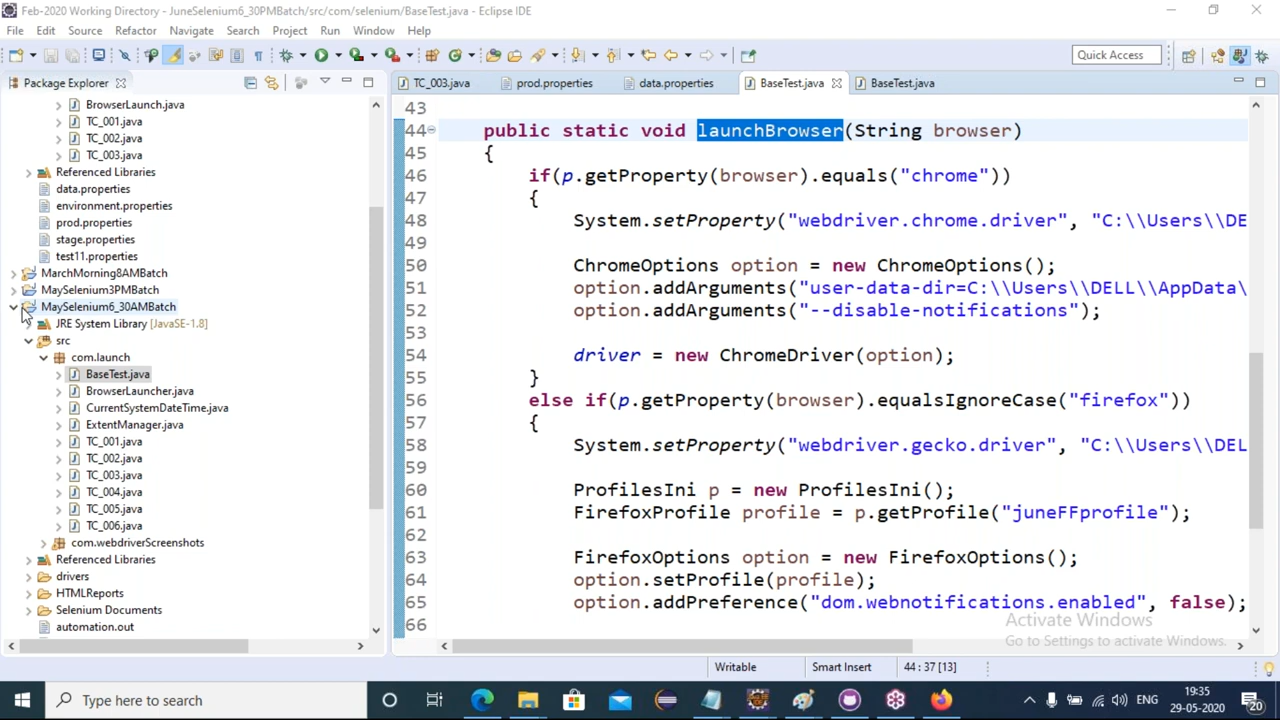 Feb-2020 Working Directory - JuneSelenium6_30PMBatch/src/com/selenium/BaseTest.java - Eclipse IDE
File Edit Source Refactor Navigate Search Project Run Window Help
Quick Access
Package Explorer
TC_003.java prod.properties data.properties BaseTest.java BaseTest.java
BrowserLaunch.java
TC_001.java
TC_002.java
TC_003.java
Referenced Libraries
data.properties
environment.properties
prod.properties
stage.properties
test11.properties
MarchMorning8AMBatch
MaySelenium3PMBatch
MaySelenium6_30AMBatch
JRE System Library [JavaSE-1.8]
src
com.launch
BaseTest.java
BrowserLauncher.java
CurrentSystemDateTime.java
ExtentManager.java
TC_001.java
TC_002.java
TC_003.java
TC_004.java
TC_005.java
TC_006.java
com.webdriverScreenshots
Referenced Libraries
drivers
HTMLReports
Selenium Documents
automation.out
43
44 public static void launchBrowser(String browser)
45 {
46 if(p.getProperty(browser).equals("chrome"))
47 {
48 System.setProperty("webdriver.chrome.driver", "C:\\Users\\DE
49
50 ChromeOptions option = new ChromeOptions();
51 option.addArguments("user-data-dir=C:\\Users\\DELL\\AppData\
52 option.addArguments("--disable-notifications");
53
54 driver = new ChromeDriver(option);
55 }
56 else if(p.getProperty(browser).equalsIgnoreCase("firefox"))
57 {
58 System.setProperty("webdriver.gecko.driver", "C:\\Users\\DEL
59
60 ProfilesIni p = new ProfilesIni();
61 FirefoxProfile profile = p.getProfile("juneFFprofile");
62
63 FirefoxOptions option = new FirefoxOptions();
64 option.setProfile(profile);
65 option.addPreference("dom.webnotifications.enabled", false);
66
Activate Windows
Go to Settings to activate Windows.
Writable Smart Insert 44 : 37 [13]
Type here to search
ENG
19:35
29-05-2020
20